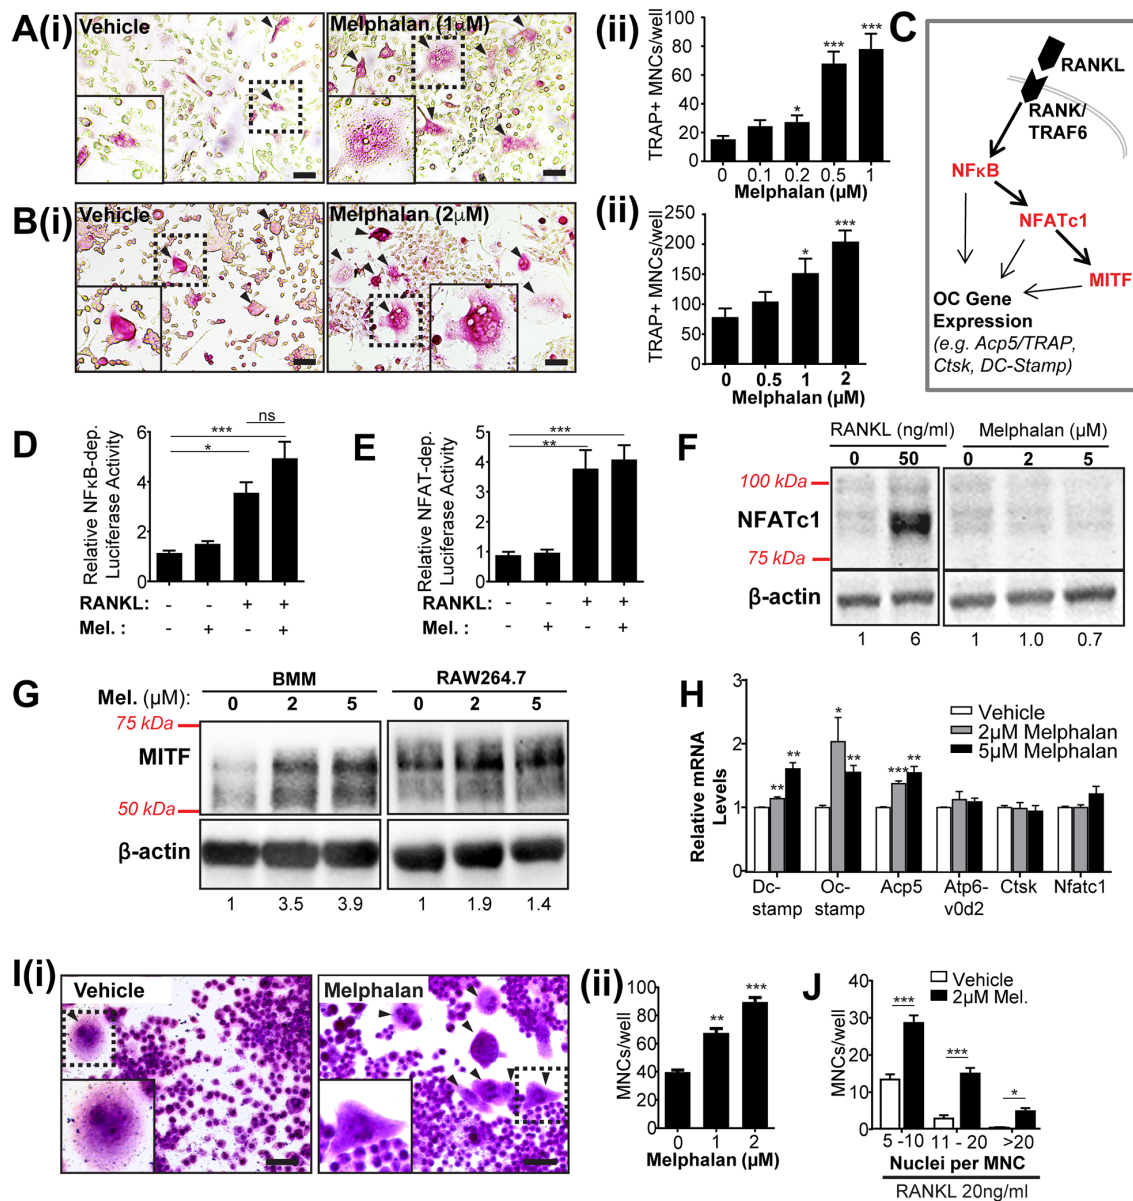 A(i)
Vehicle
Melphalan (1μM)
(ii)
TRAP+ MNCs/well
100
80
60
40
20
0
*
***
***
0 0.1 0.2 0.5 1
Melphalan (μM)
B(i)
Vehicle
Melphalan (2μM)
(ii)
TRAP+ MNCs/well
250
200
150
100
50
0
*
***
0 0.5 1 2
Melphalan (μM)
C
RANKL
RANK/
TRAF6
NFκB
NFATc1
MITF
OC Gene
Expression
(e.g. Acp5/TRAP,
Ctsk, DC-Stamp)
D
Relative NFκB-dep.
Luciferase Activity
6
4
2
0
ns
***
*
RANKL: - - + +
Mel. : - + - +
E
Relative NFAT-dep.
Luciferase Activity
5
4
3
2
1
0
***
**
RANKL: - - + +
Mel. : - + - +
F
RANKL (ng/ml) Melphalan (μM)
0 50 0 2 5
100 kDa
NFATc1
75 kDa
β-actin
1 6 1 1.0 0.7
G
BMM RAW264.7
Mel. (μM): 0 2 5 0 2 5
75 kDa
MITF
50 kDa
β-actin
1 3.5 3.9 1 1.9 1.4
H
Relative mRNA
Levels
3
2
1
0
Vehicle
2μM Melphalan
5μM Melphalan
** ** * ** *** **
Dc-stamp
Oc-stamp
Acp5
Atp6-v0d2
Ctsk
Nfatc1
I(i)
Vehicle
Melphalan
(ii)
MNCs/well
100
80
60
40
20
0
**
***
0 1 2
Melphalan (μM)
J
MNCs/well
40
30
20
10
0
Vehicle
2μM Mel.
***
***
*
5 -10 11 - 20 >20
Nuclei per MNC
RANKL 20ng/ml